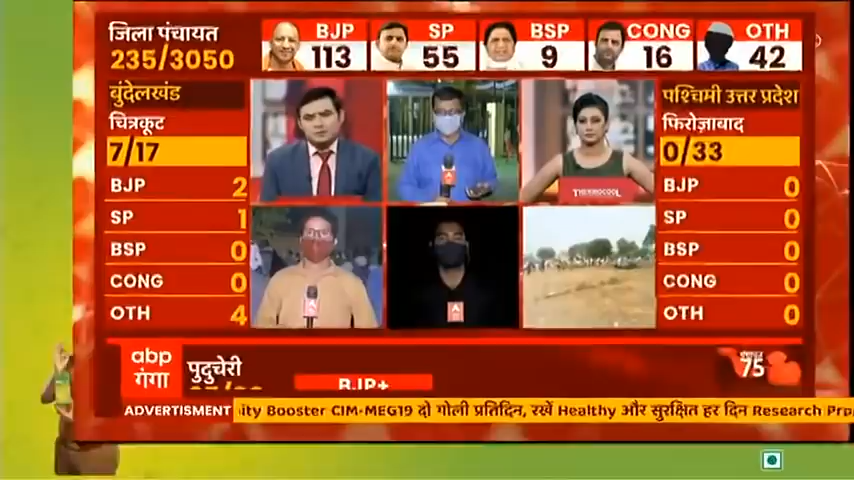 जिला पंचायत
235/3050
BJP
113
SP
55
BSP
9
CONG
16
OTH
42
बुंदेलखंड
चित्रकूट
7/17
BJP 2
SP 1
BSP 0
CONG 0
OTH 4
THERMOCOOL
पश्चिमी उत्तर प्रदेश
फिरोज़ाबाद
0/33
BJP 0
SP 0
BSP 0
CONG 0
OTH 0
abp
गंगा
पुदुचेरी
BJP+
75
ADVERTISMENT
ity Booster CIM-MEG19 दो गोली प्रतिदिन, रखें Healthy और सुरक्षित हर दिन Research Prp